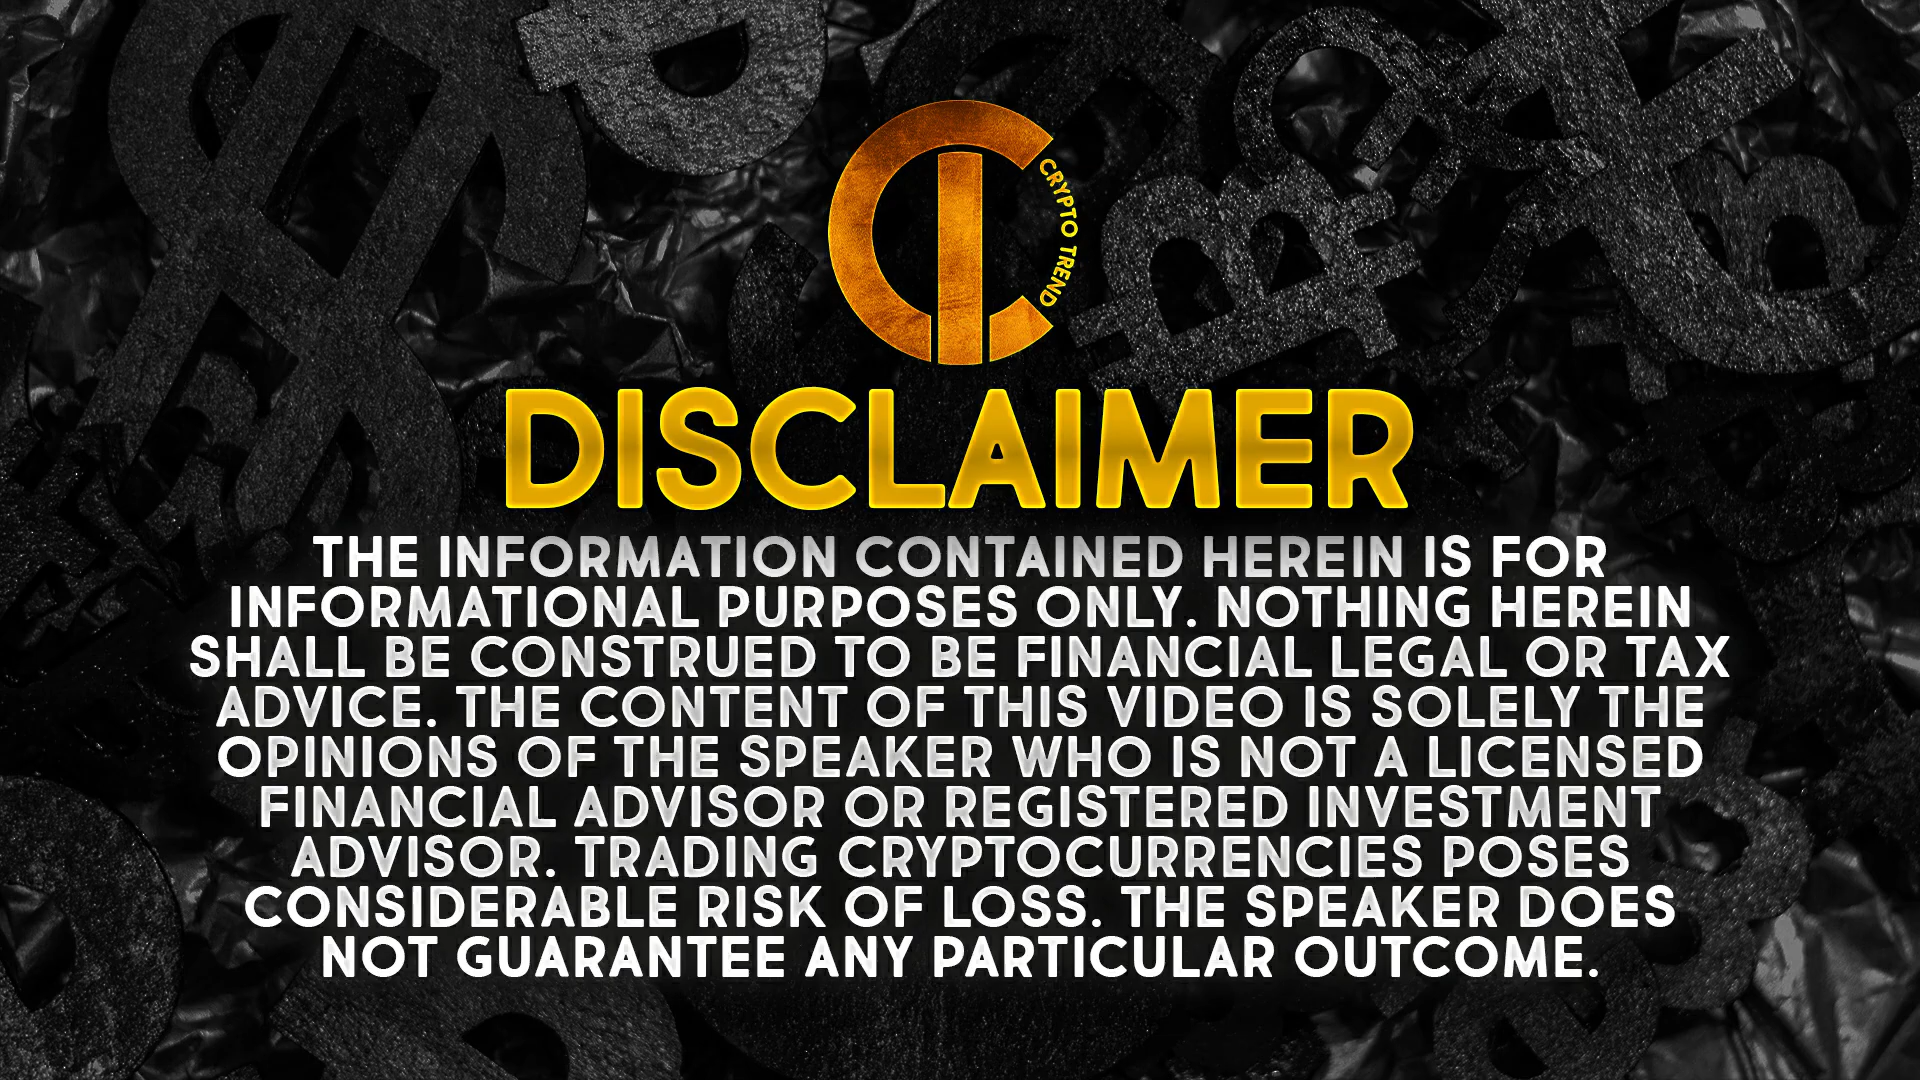 CRYPTO TREND
DISCLAIMER
THE INFORMATION CONTAINED HEREIN IS FOR
INFORMATIONAL PURPOSES ONLY. NOTHING HEREIN
SHALL BE CONSTRUED TO BE FINANCIAL LEGAL OR TAX
ADVICE. THE CONTENT OF THIS VIDEO IS SOLELY THE
OPINIONS OF THE SPEAKER WHO IS NOT A LICENSED
FINANCIAL ADVISOR OR REGISTERED INVESTMENT
ADVISOR. TRADING CRYPTOCURRENCIES POSES
CONSIDERABLE RISK OF LOSS. THE SPEAKER DOES
NOT GUARANTEE ANY PARTICULAR OUTCOME.